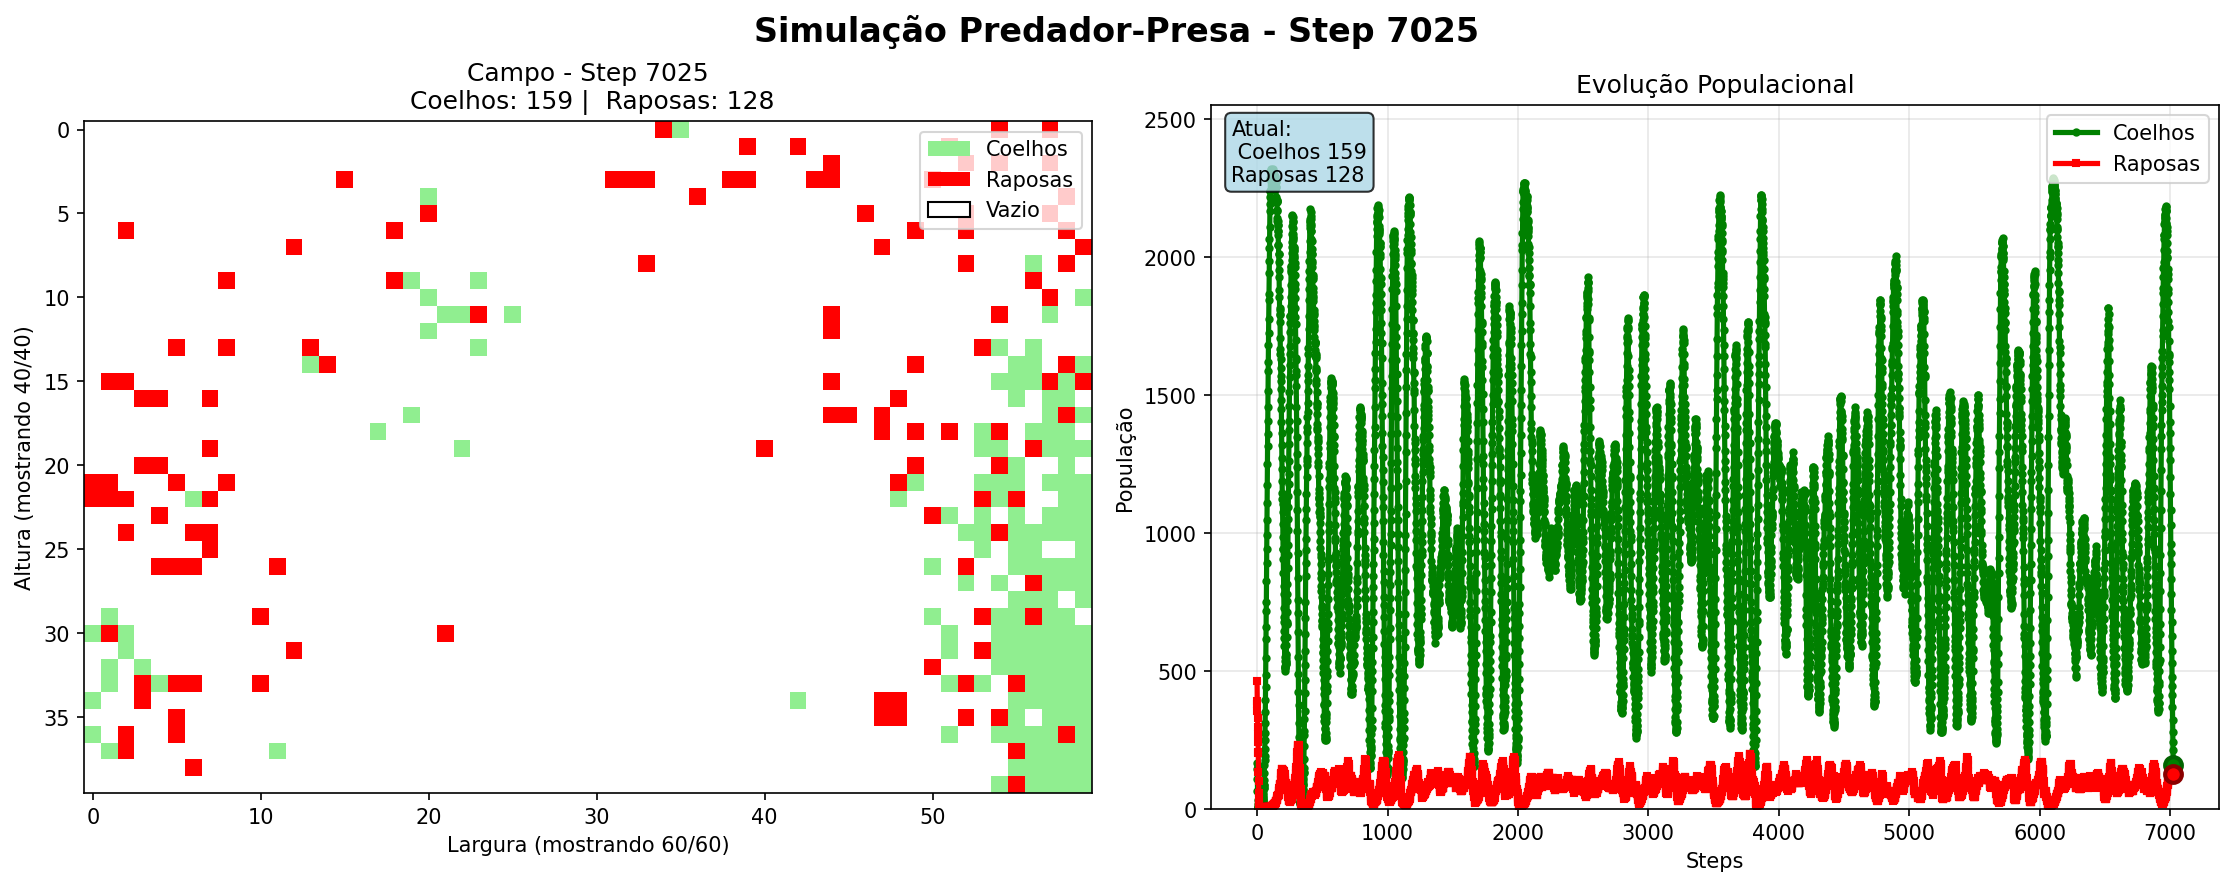 Simulação Predador-Presa - Step 7025
Campo - Step 7025
Coelhos: 159 |  Raposas: 128
Coelhos
Raposas
Vazio
Altura (mostrando 40/40)
0
5
10
15
20
25
30
35
0
10
20
30
40
50
Largura (mostrando 60/60)
Evolução Populacional
Atual:
Coelhos 159
Raposas 128
Coelhos
Raposas
População
2500
2000
1500
1000
500
0
0
1000
2000
3000
4000
5000
6000
7000
Steps